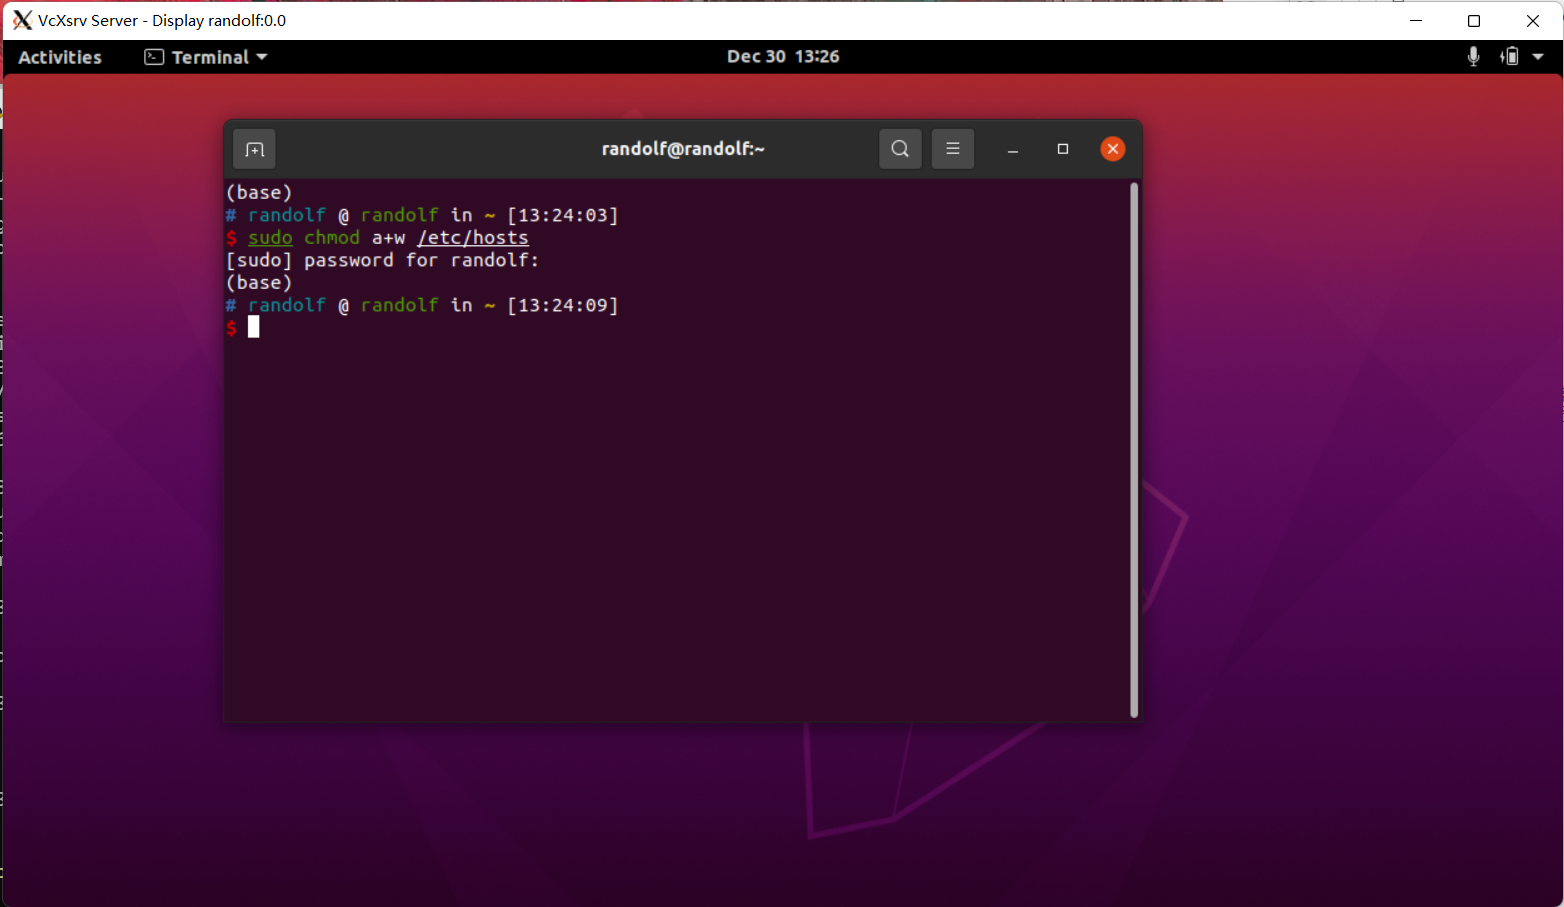 VcXsrv Server - Display randolf:0.0
Activities Terminal Dec 30 13:26
randolf@randolf:~
(base)
# randolf @ randolf in ~ [13:24:03]
$ sudo chmod a+w /etc/hosts
[sudo] password for randolf:
(base)
# randolf @ randolf in ~ [13:24:09]
$